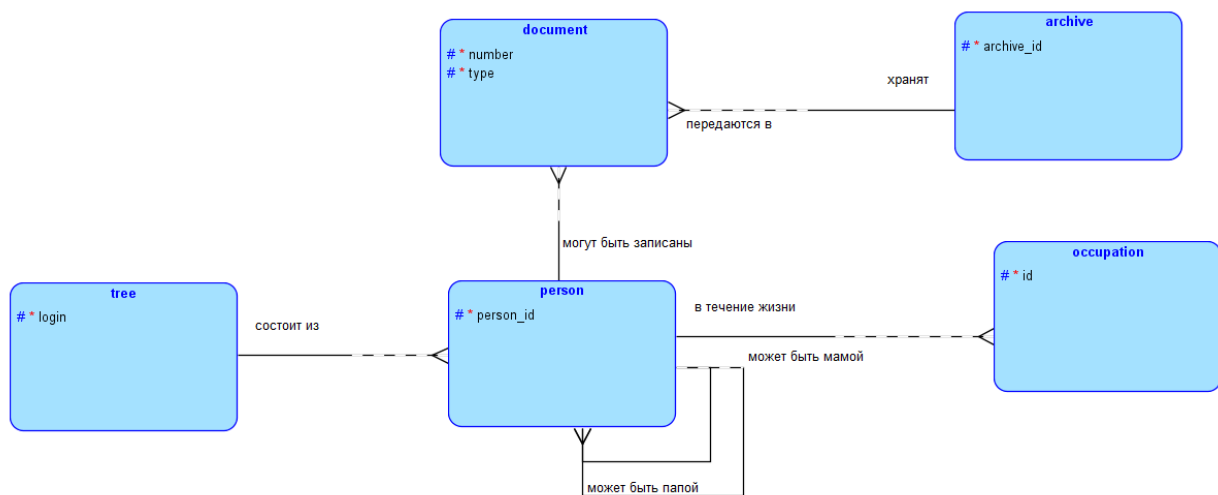 document
# * number
# * type
archive
# * archive_id
хранят
передаются в
могут быть записаны
tree
# * login
состоит из
person
# * person_id
в течение жизни
может быть мамой
может быть папой
occupation
# * id